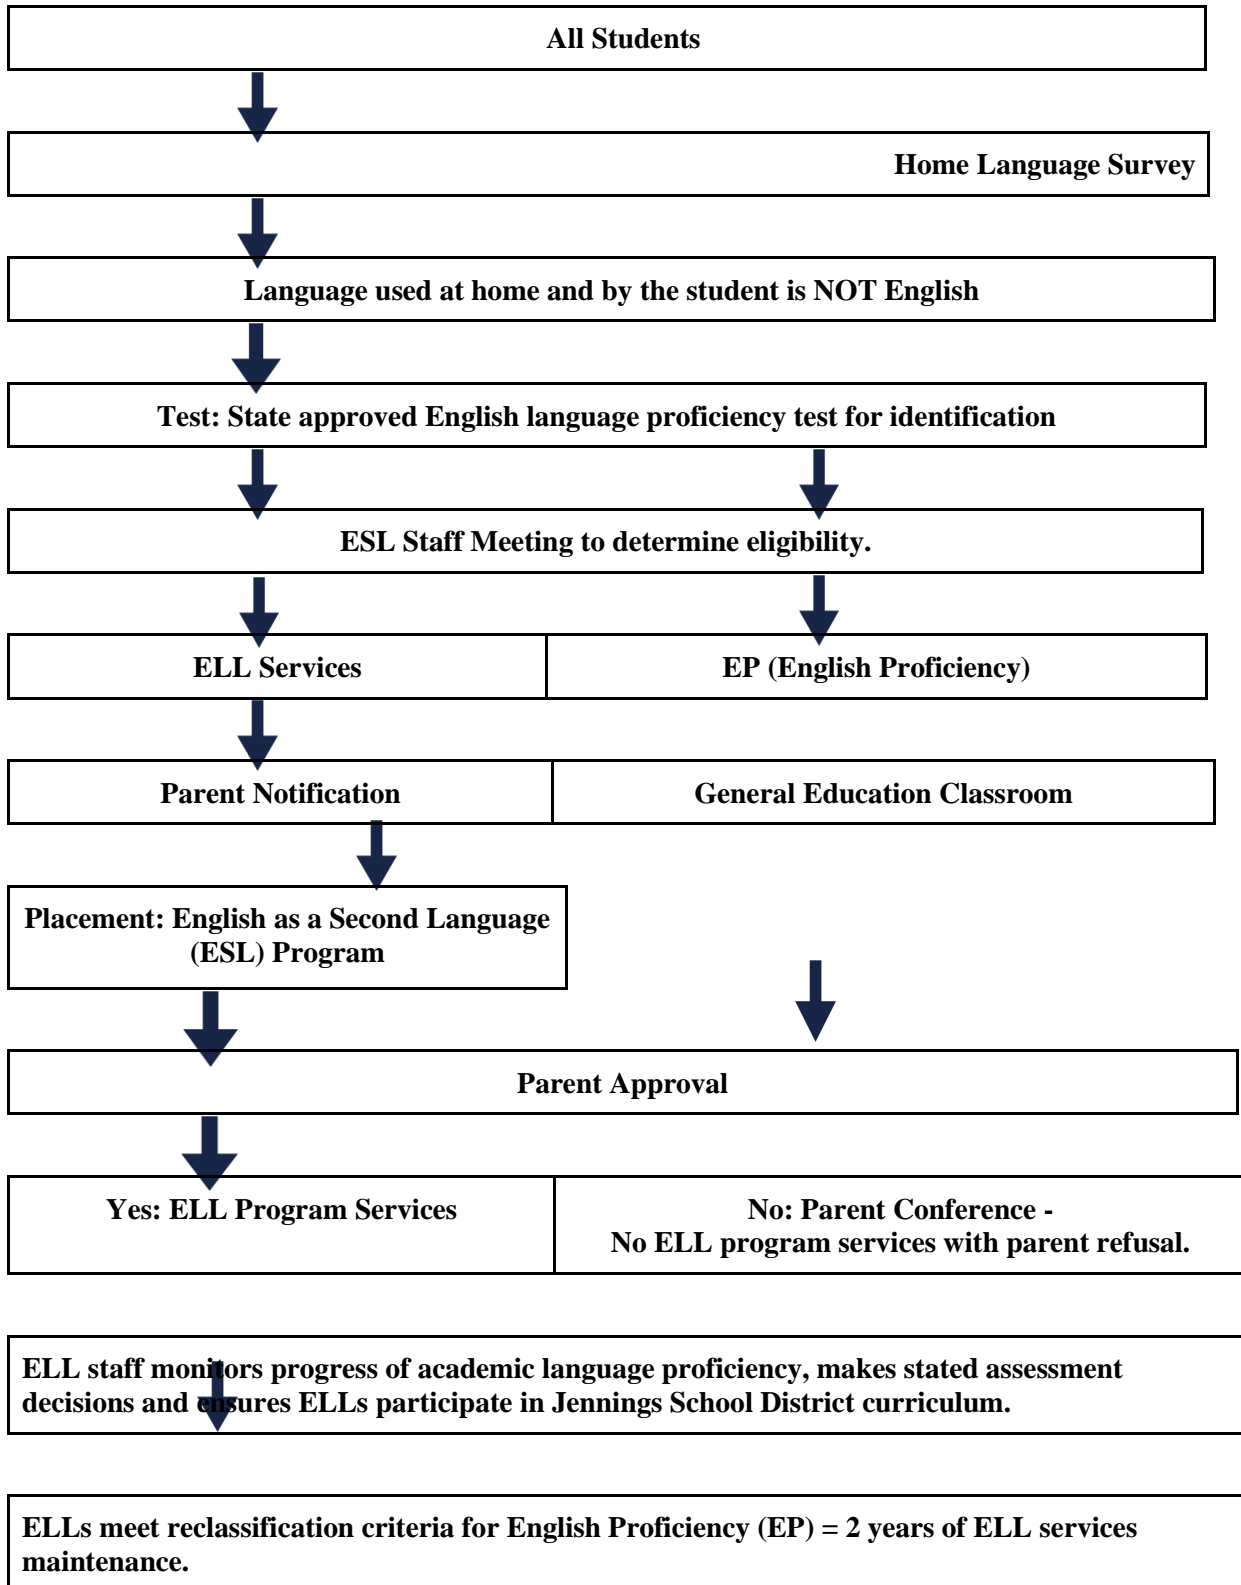 All Students
Home Language Survey
Language used at home and by the student is NOT English
Test: State approved English language proficiency test for identification
ESL Staff Meeting to determine eligibility.
ELL Services
EP (English Proficiency)
Parent Notification
General Education Classroom
Placement: English as a Second Language
(ESL) Program
Parent Approval
Yes: ELL Program Services
No: Parent Conference -
No ELL program services with parent refusal.
ELL staff monitors progress of academic language proficiency, makes stated assessment
decisions and ensures ELLs participate in Jennings School District curriculum.
ELLs meet reclassification criteria for English Proficiency (EP) = 2 years of ELL services
maintenance.